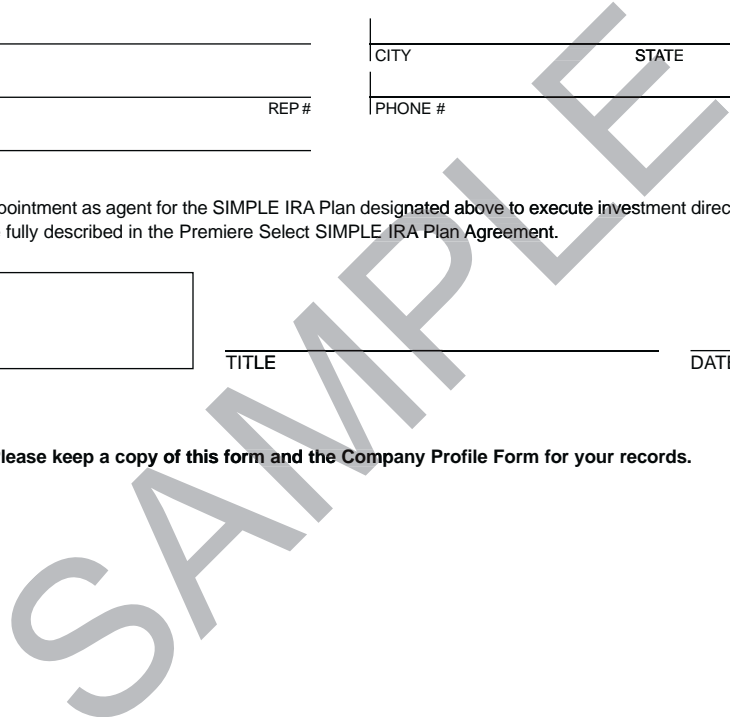 CITY STATE
REP # PHONE #
pointment as agent for the SIMPLE IRA Plan designated above to execute investment direc
fully described in the Premiere Select SIMPLE IRA Plan Agreement.
TITLE DATE
lease keep a copy of this form and the Company Profile Form for your records.
SAMPLE